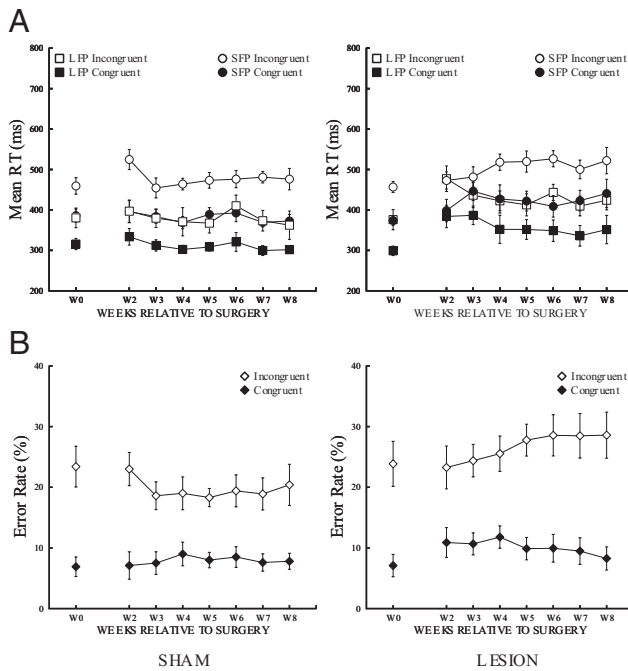 A
800
700
600
500
400
300
200
Mean RT (ms)
LFP Incongruent
LFP Congruent
SFP Incongruent
SFP Congruent
W0 W2 W3 W4 W5 W6 W7 W8
WEEKS RELATIVE TO SURGERY
800
700
600
500
400
300
200
Mean RT (ms)
LFP Incongruent
LFP Congruent
SFP Incongruent
SFP Congruent
W0 W2 W3 W4 W5 W6 W7 W8
WEEKS RELATIVE TO SURGERY
B
40
30
20
10
0
Error Rate (%)
Incongruent
Congruent
W0 W2 W3 W4 W5 W6 W7 W8
WEEKS RELATIVE TO SURGERY
SHAM
40
30
20
10
0
Error Rate (%)
Incongruent
Congruent
W0 W2 W3 W4 W5 W6 W7 W8
WEEKS RELATIVE TO SURGERY
LESION